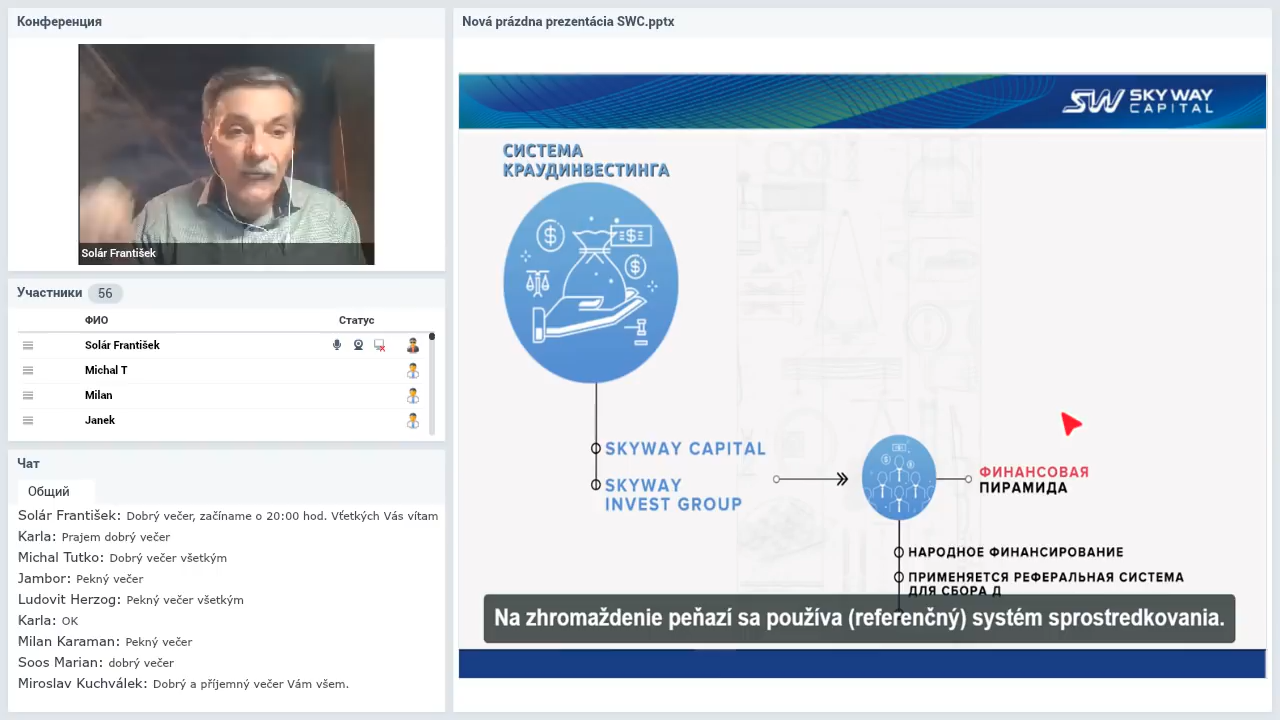 Конференция
Solár František
Участники 56
ФИО Статус
Solár František
Michal T
Milan
Janek
Чат
Общий
Solár František: Dobrý večer, začíname o 20:00 hod. Vťetkých Vás vítam
Karla: Prajem dobrý večer
Michal Tutko: Dobrý večer všetkým
Jambor: Pekný večer
Ludovit Herzog: Pekný večer všetkým
Karla: OK
Milan Karaman: Pekný večer
Soos Marian: dobrý večer
Miroslav Kuchválek: Dobrý a příjemný večer Vám všem.
Nová prázdna prezentácia SWC.pptx
SW SKY WAY
CAPITAL
СИСТЕМА
КРАУДИНВЕСТИНГА
SKYWAY CAPITAL
SKYWAY
INVEST GROUP
ФИНАНСОВАЯ
ПИРАМИДА
НАРОДНОЕ ФИНАНСИРОВАНИЕ
ПРИМЕНЯЕТСЯ РЕФЕРАЛЬНАЯ СИСТЕМА
ДЛЯ СБОРА Д
Na zhromaždenie peňazí sa používa (referenčný) systém sprostredkovania.